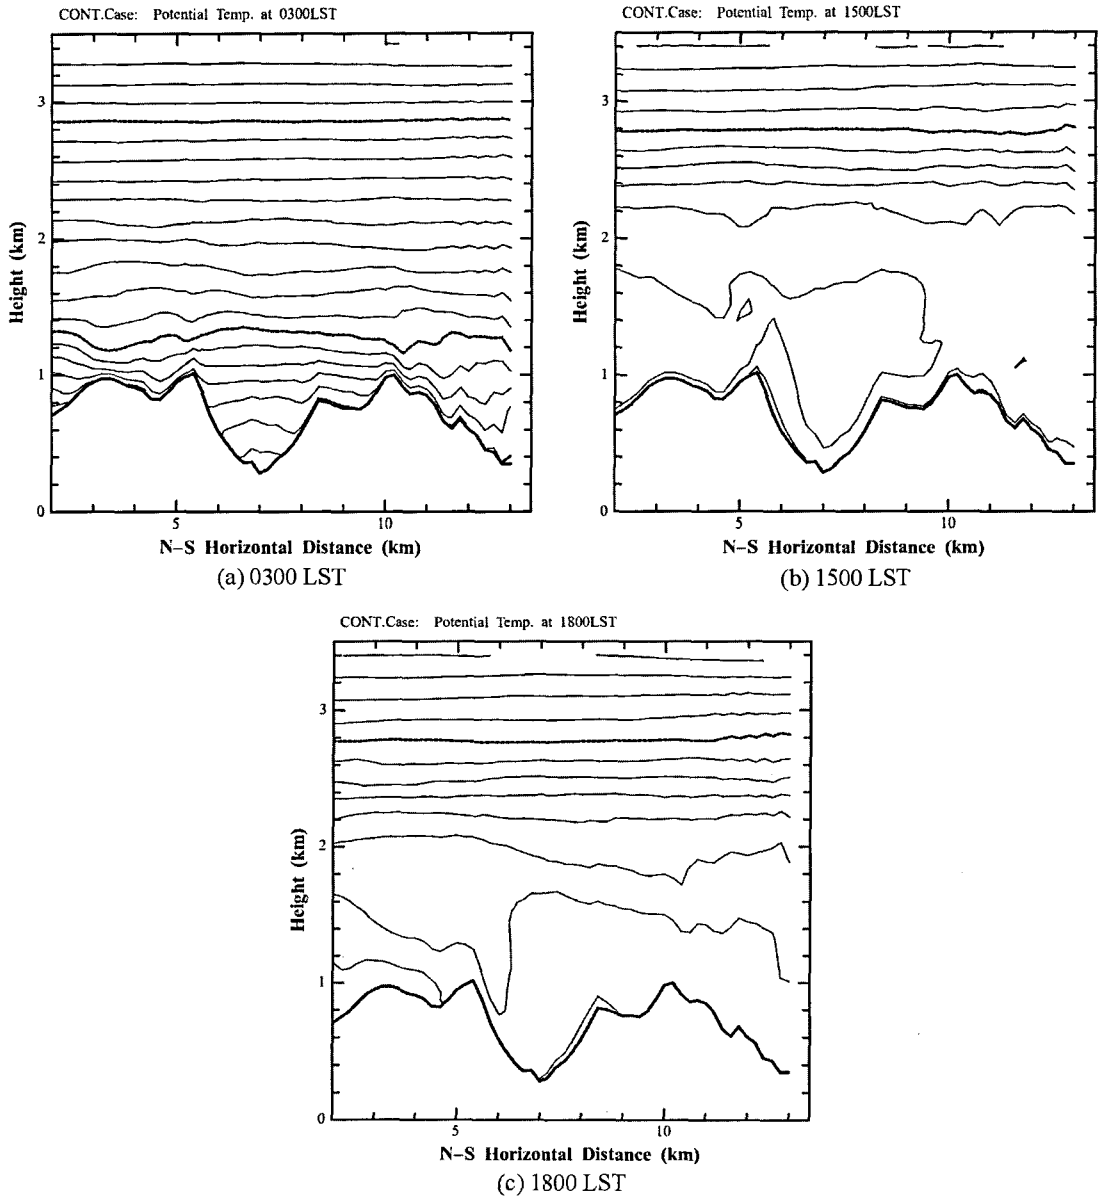 CONT.Case: Potential Temp. at 0300LST
3
2
1
0
Height (km)
5
10
N–S Horizontal Distance (km)
(a) 0300 LST
CONT.Case: Potential Temp. at 1500LST
3
2
1
0
Height (km)
5
10
N–S Horizontal Distance (km)
(b) 1500 LST
CONT.Case: Potential Temp. at 1800LST
3
2
1
0
Height (km)
5
10
N–S Horizontal Distance (km)
(c) 1800 LST